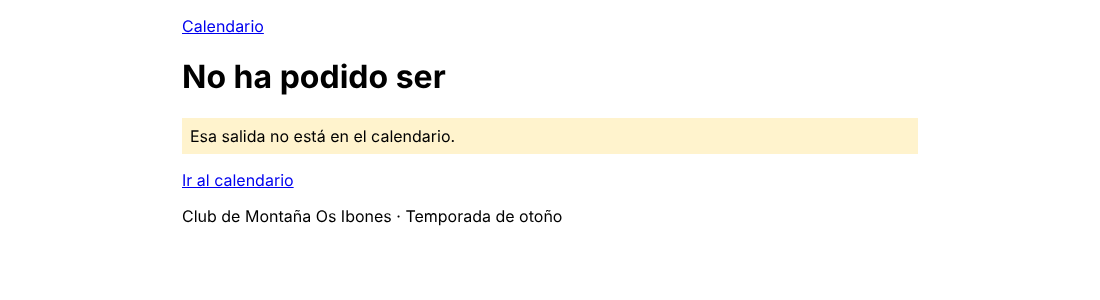 Calendario
No ha podido ser
Esa salida no está en el calendario.
Ir al calendario
Club de Montaña Os Ibones · Temporada de otoño